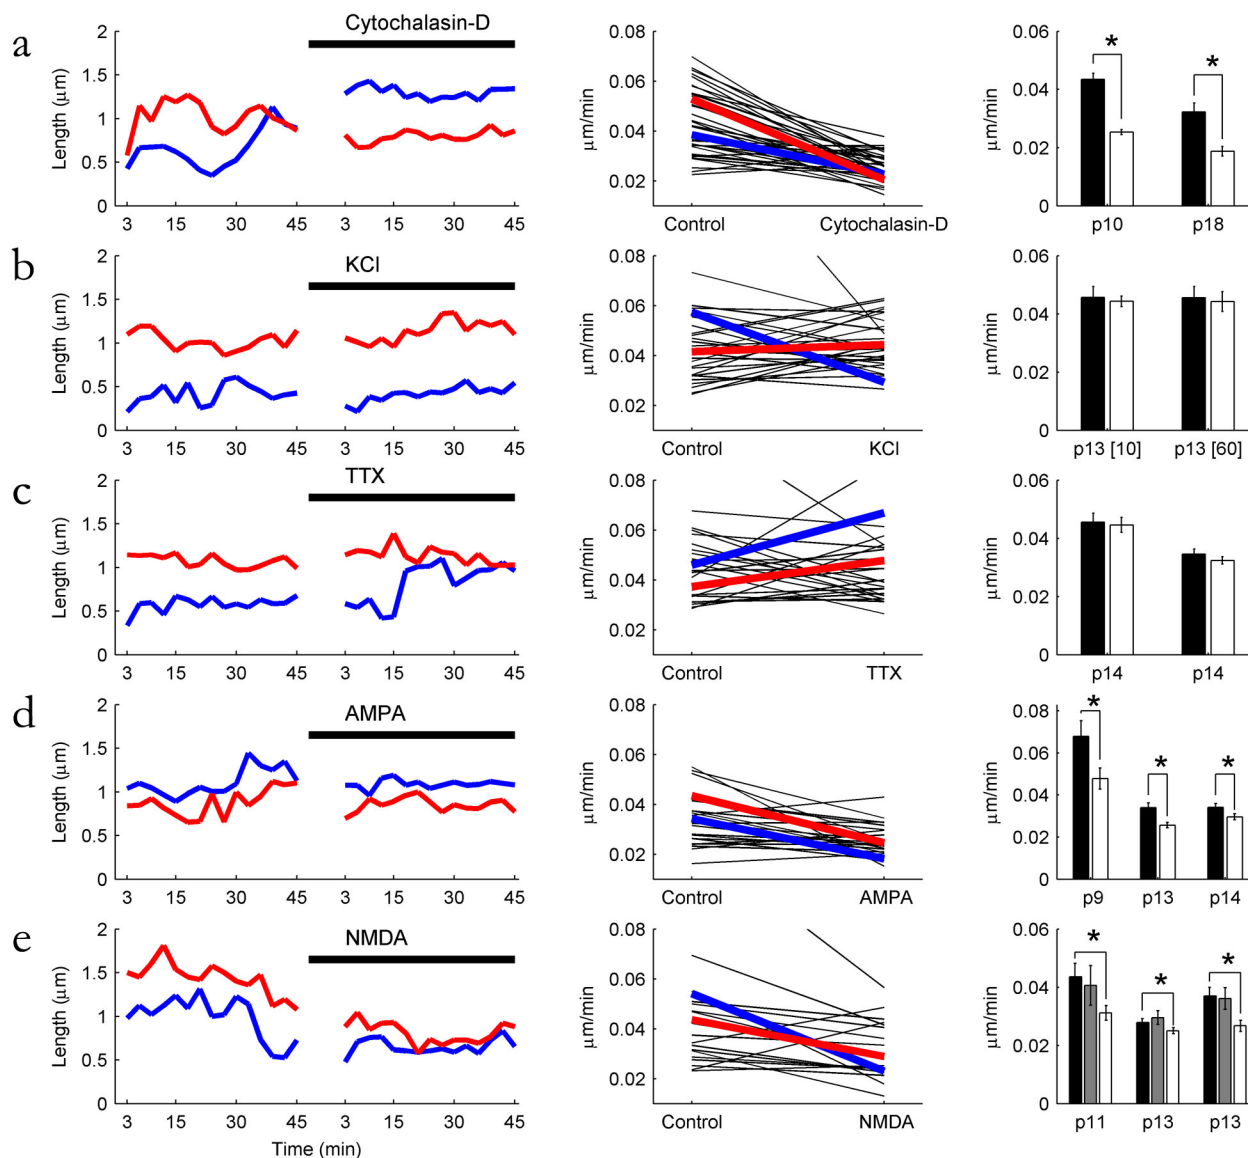 a
Cytochalasin-D
Length (μm)
2
1.5
1
0.5
0
3 15 30 45 3 15 30 45
μm/min
0.06
0.04
0.02
Control Cytochalasin-D
μm/min
0.06
0.04
0.02
0
* *
p10 p18
b
KCl
Length (μm)
2
1.5
1
0.5
0
3 15 30 45 3 15 30 45
μm/min
0.08
0.06
0.04
0.02
Control KCl
μm/min
0.06
0.04
0.02
0
p13 [10] p13 [60]
c
TTX
Length (μm)
2
1.5
1
0.5
0
3 15 30 45 3 15 30 45
μm/min
0.08
0.06
0.04
0.02
Control TTX
μm/min
0.06
0.04
0.02
0
p14 p14
d
AMPA
Length (μm)
2
1.5
1
0.5
0
3 15 30 45 3 15 30 45
μm/min
0.08
0.06
0.04
0.02
Control AMPA
μm/min
0.08
0.06
0.04
0.02
0
* * *
p9 p13 p14
e
NMDA
Length (μm)
2
1.5
1
0.5
0
3 15 30 45 3 15 30 45
Time (min)
μm/min
0.08
0.06
0.04
0.02
Control NMDA
μm/min
0.06
0.04
0.02
0
* * *
p11 p13 p13